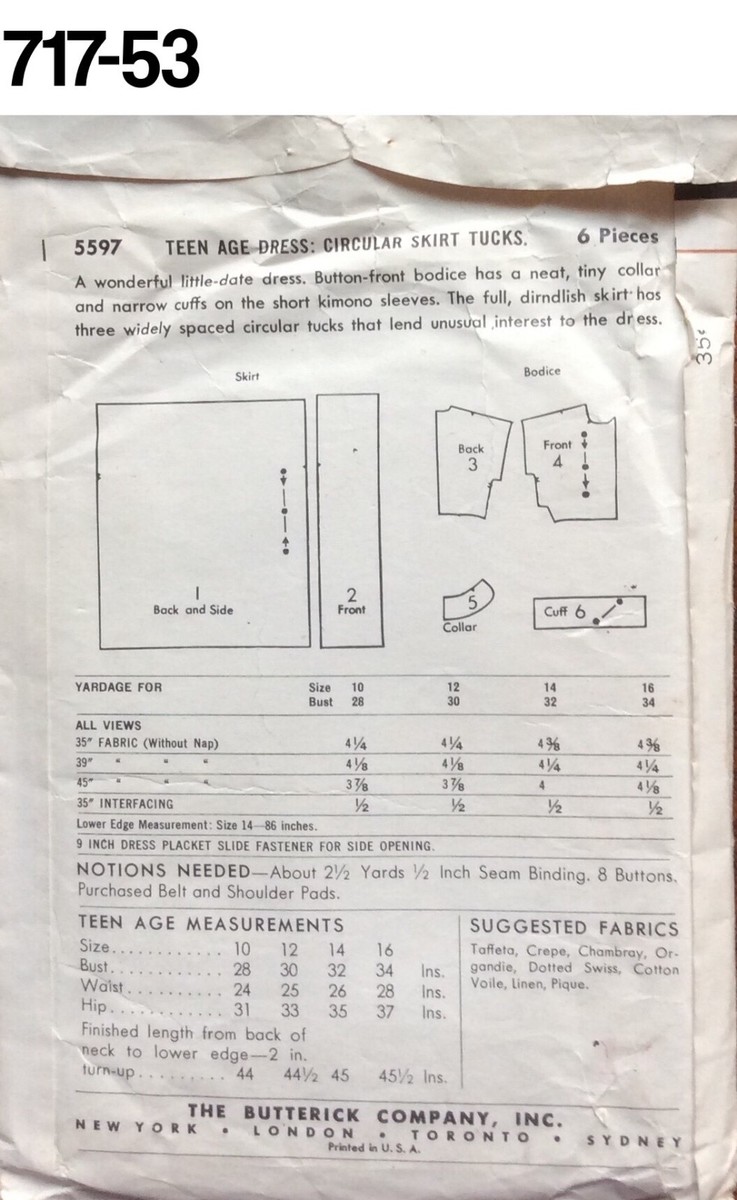 717-53
5597 TEEN AGE DRESS: CIRCULAR SKIRT TUCKS. 6 Pieces
A wonderful little-date dress. Button-front bodice has a neat, tiny collar
and narrow cuffs on the short kimono sleeves. The full, dirndlish skirt has
three widely spaced circular tucks that lend unusual interest to the dress.
35¢
Skirt
Bodice
1
Back and Side
2
Front
Back
3
Front
4
5
Collar
Cuff 6
YARDAGE FOR Size 10 12 14 16
Bust 28 30 32 34
ALL VIEWS
35" FABRIC (Without Nap) 4¼ 4¼ 4⅜ 4⅜
39" " " " 4⅛ 4⅛ 4¼ 4¼
45" " " " 3⅞ 3⅞ 4 4⅛
35" INTERFACING ½ ½ ½ ½
Lower Edge Measurement: Size 14—86 inches.
9 INCH DRESS PLACKET SLIDE FASTENER FOR SIDE OPENING.
NOTIONS NEEDED—About 2½ Yards ½ Inch Seam Binding. 8 Buttons.
Purchased Belt and Shoulder Pads.
TEEN AGE MEASUREMENTS
Size............ 10 12 14 16
Bust............ 28 30 32 34 Ins.
Waist.......... 24 25 26 28 Ins.
Hip............ 31 33 35 37 Ins.
Finished length from back of
neck to lower edge—2 in.
turn-up......... 44 44½ 45 45½ Ins.
SUGGESTED FABRICS
Taffeta, Crepe, Chambray, Or-
gandie, Dotted Swiss, Cotton
Voile, Linen, Pique.
THE BUTTERICK COMPANY, INC.
NEW YORK • LONDON • TORONTO • SYDNEY
Printed in U. S. A.